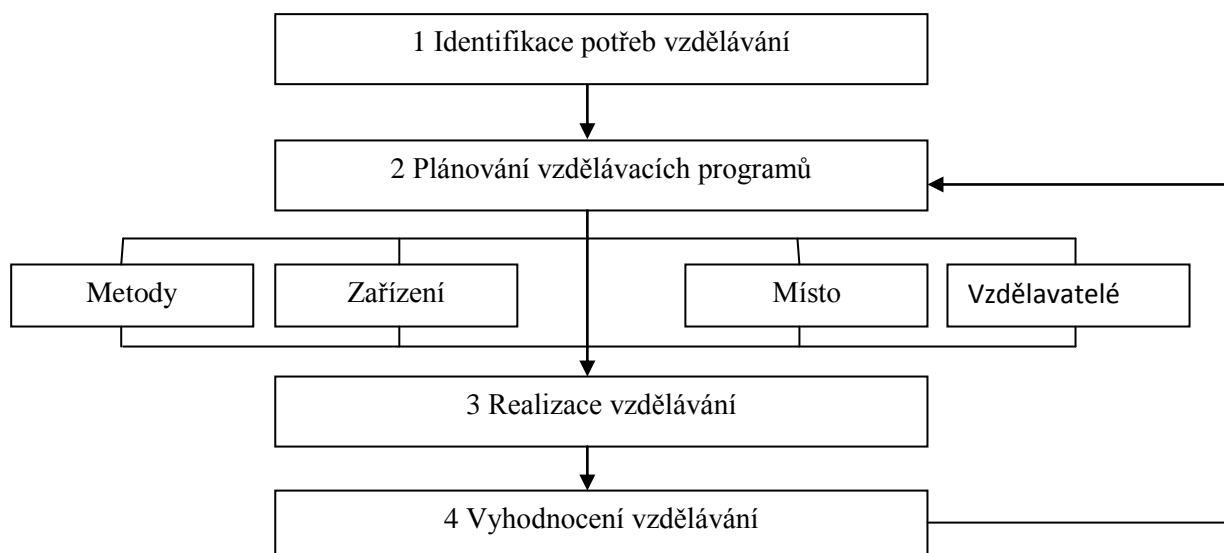 1 Identifikace potřeb vzdělávání
2 Plánování vzdělávacích programů
Metody
Zařízení
Místo
Vzdělavatelé
3 Realizace vzdělávání
4 Vyhodnocení vzdělávání